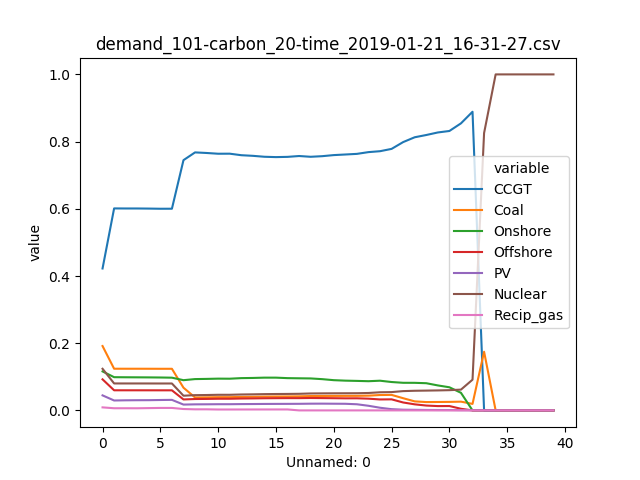 demand_101-carbon_20-time_2019-01-21_16-31-27.csv
1.0
0.8
0.6
0.4
0.2
0.0
value
variable
CCGT
Coal
Onshore
Offshore
PV
Nuclear
Recip_gas
0 5 10 15 20 25 30 35 40
Unnamed: 0